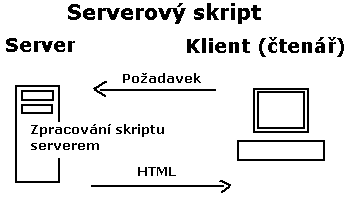 Serverový skript
Server
Klient (čtenář)
Požadavek
Zpracování skriptu
serverem
HTML